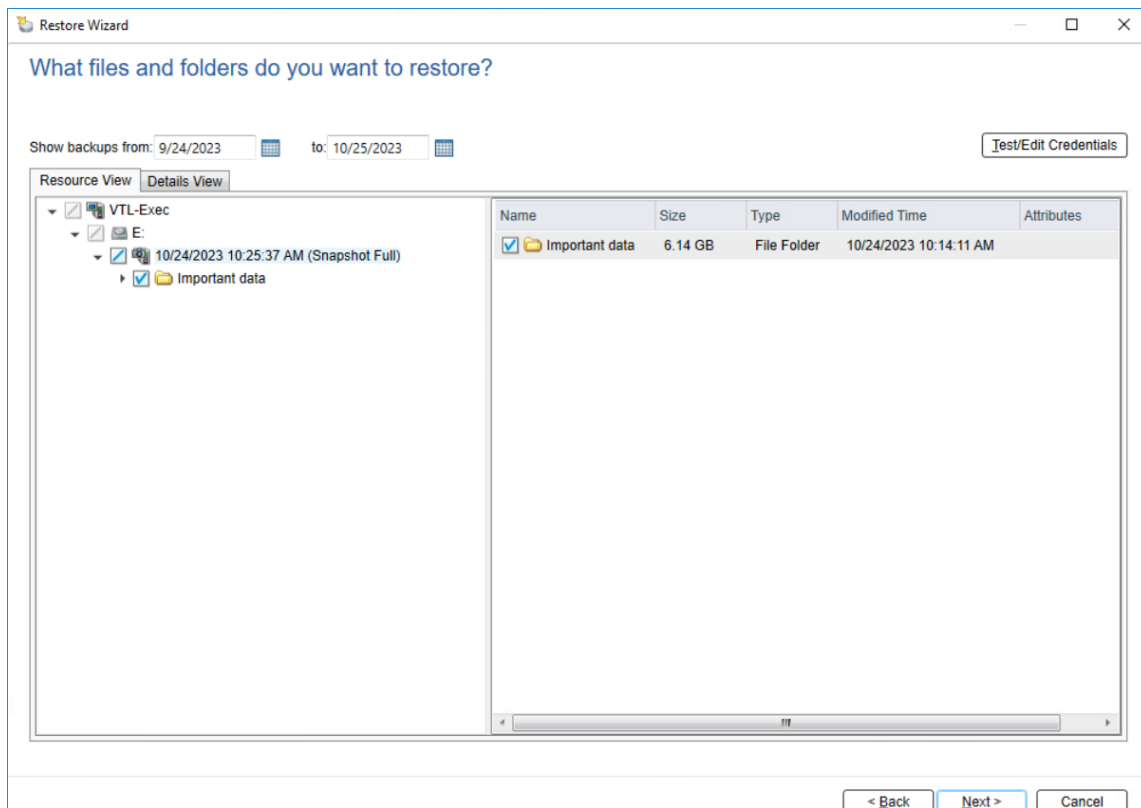 Restore Wizard
What files and folders do you want to restore?
Show backups from: 9/24/2023 to: 10/25/2023 Test/Edit Credentials
Resource View Details View
VTL-Exec
E:
10/24/2023 10:25:37 AM (Snapshot Full)
Important data
Name Size Type Modified Time Attributes
Important data 6.14 GB File Folder 10/24/2023 10:14:11 AM
< Back Next > Cancel